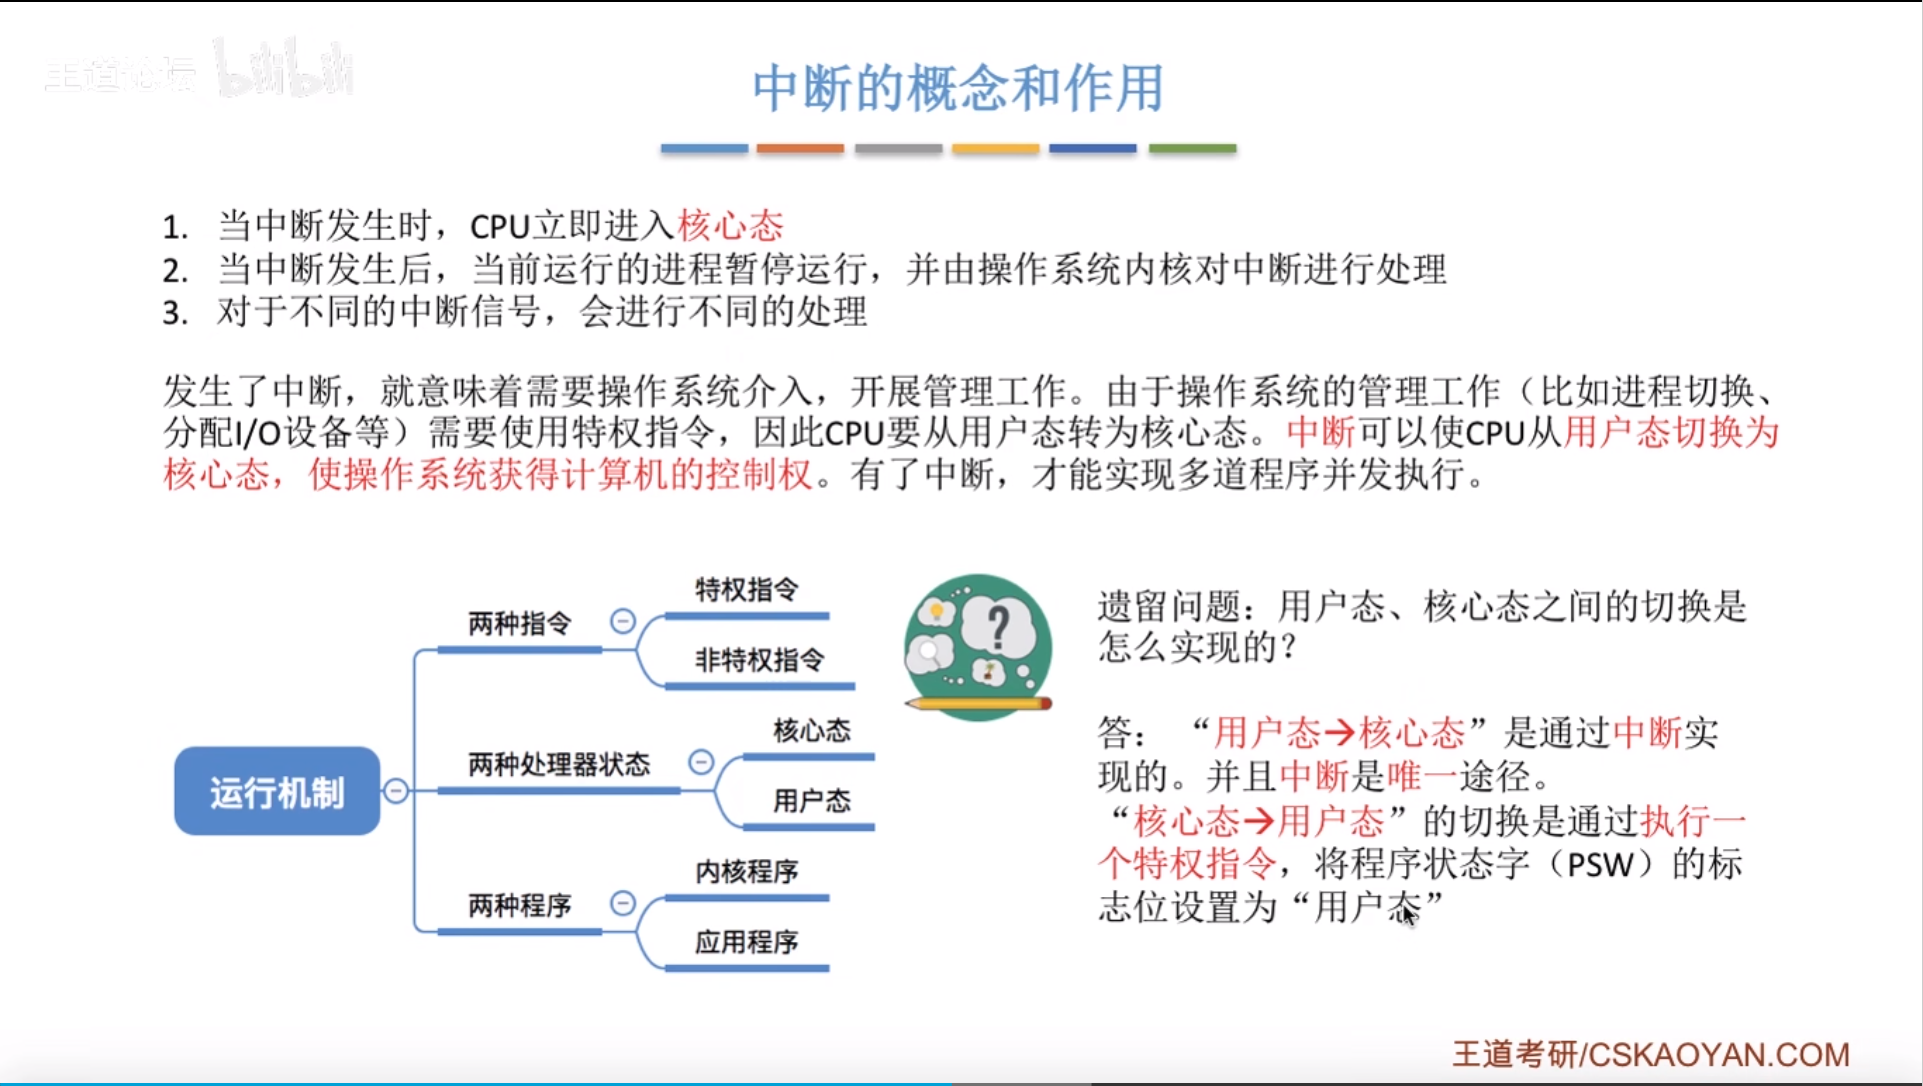 王道论坛 bilibili
中断的概念和作用
1. 当中断发生时，CPU立即进入核心态
2. 当中断发生后，当前运行的进程暂停运行，并由操作系统内核对中断进行处理
3. 对于不同的中断信号，会进行不同的处理
发生了中断，就意味着需要操作系统介入，开展管理工作。由于操作系统的管理工作（比如进程切换、
分配I/O设备等）需要使用特权指令，因此CPU要从用户态转为核心态。中断可以使CPU从用户态切换为
核心态，使操作系统获得计算机的控制权。有了中断，才能实现多道程序并发执行。
运行机制
两种指令
特权指令
非特权指令
两种处理器状态
核心态
用户态
两种程序
内核程序
应用程序
?
遗留问题：用户态、核心态之间的切换是
怎么实现的？
答： “用户态→核心态”是通过中断实
现的。并且中断是唯一途径。
“核心态→用户态”的切换是通过执行一
个特权指令，将程序状态字（PSW）的标
志位设置为“用户态”
王道考研/CSKAOYAN.COM